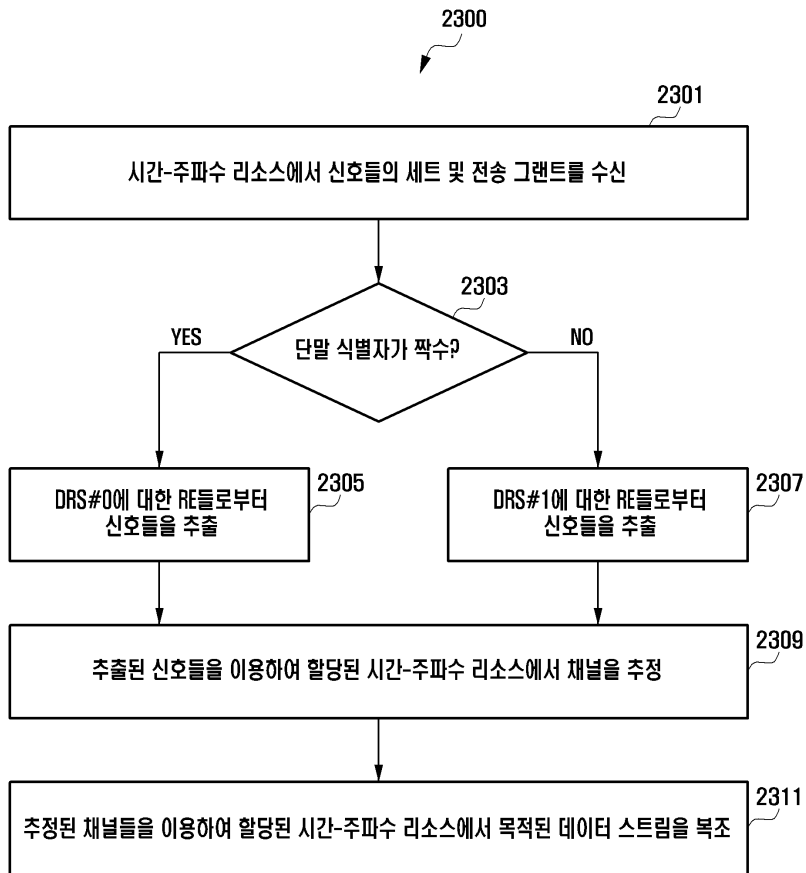 2300
2301
시간-주파수 리소스에서 신호들의 세트 및 전송 그랜트를 수신
2303
단말 식별자가 짝수?
YES
NO
2305
DRS#0에 대한 RE들로부터
신호들을 추출
2307
DRS#1에 대한 RE들로부터
신호들을 추출
2309
추출된 신호들을 이용하여 할당된 시간-주파수 리소스에서 채널을 추정
2311
추정된 채널들을 이용하여 할당된 시간-주파수 리소스에서 목적된 데이터 스트림을 복조